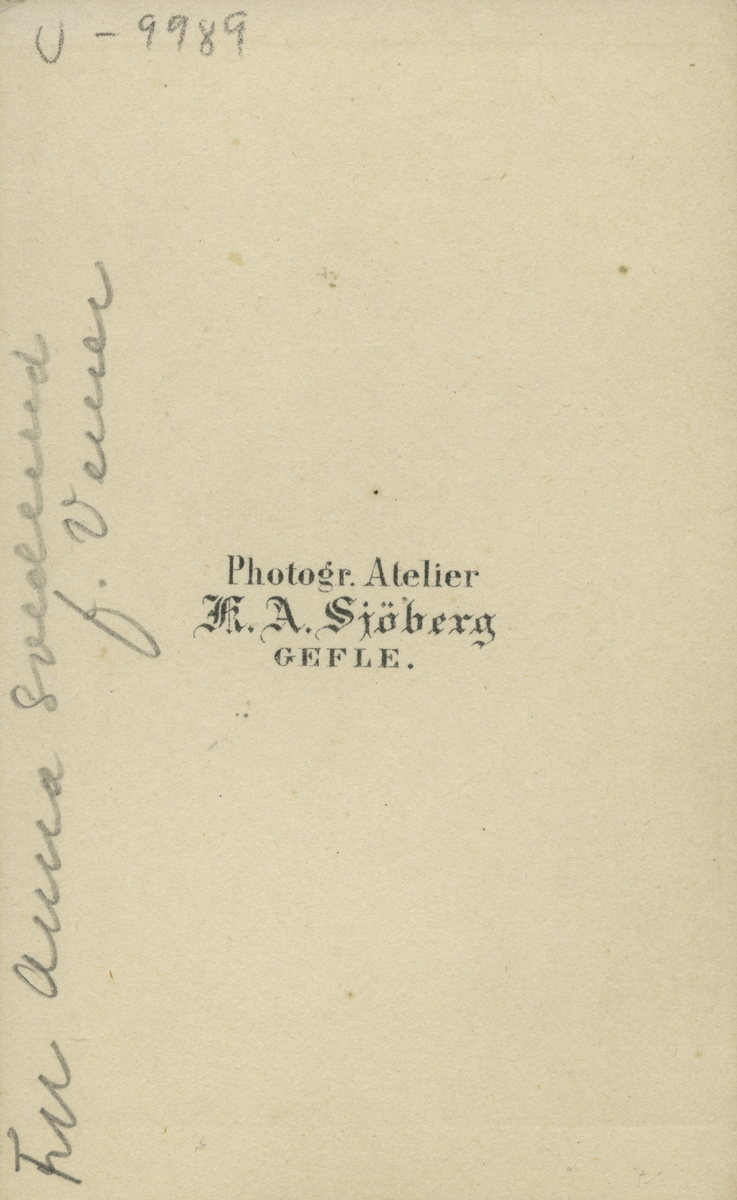 U - 9989
Fru Anna
f.
Photogr. Atelier
K. A. Sjöberg
GEFLE.